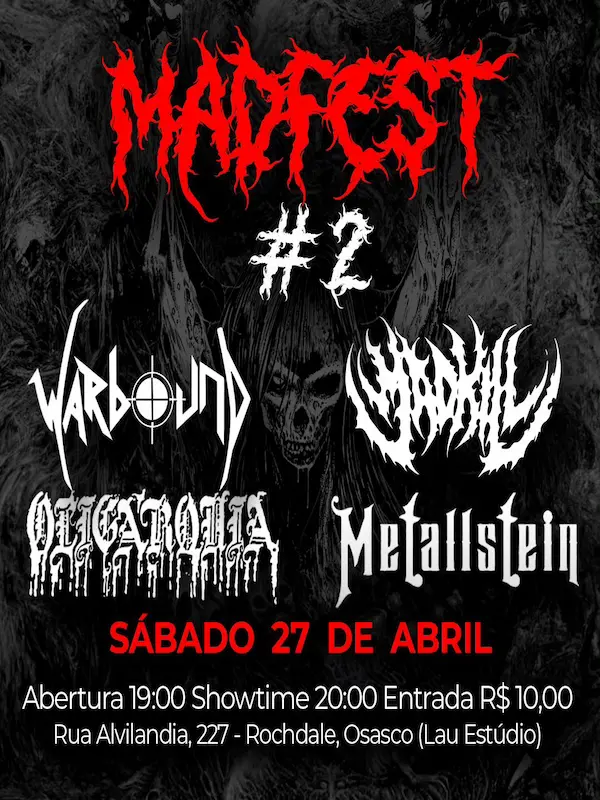 MADFEST
#2
WARBOUND
MADKILL
OLIGARQUIA
Metallstein
SÁBADO 27 DE ABRIL
Abertura 19:00 Showtime 20:00 Entrada R$ 10,00
Rua Alvilandia, 227 - Rochdale, Osasco (Lau Estúdio)